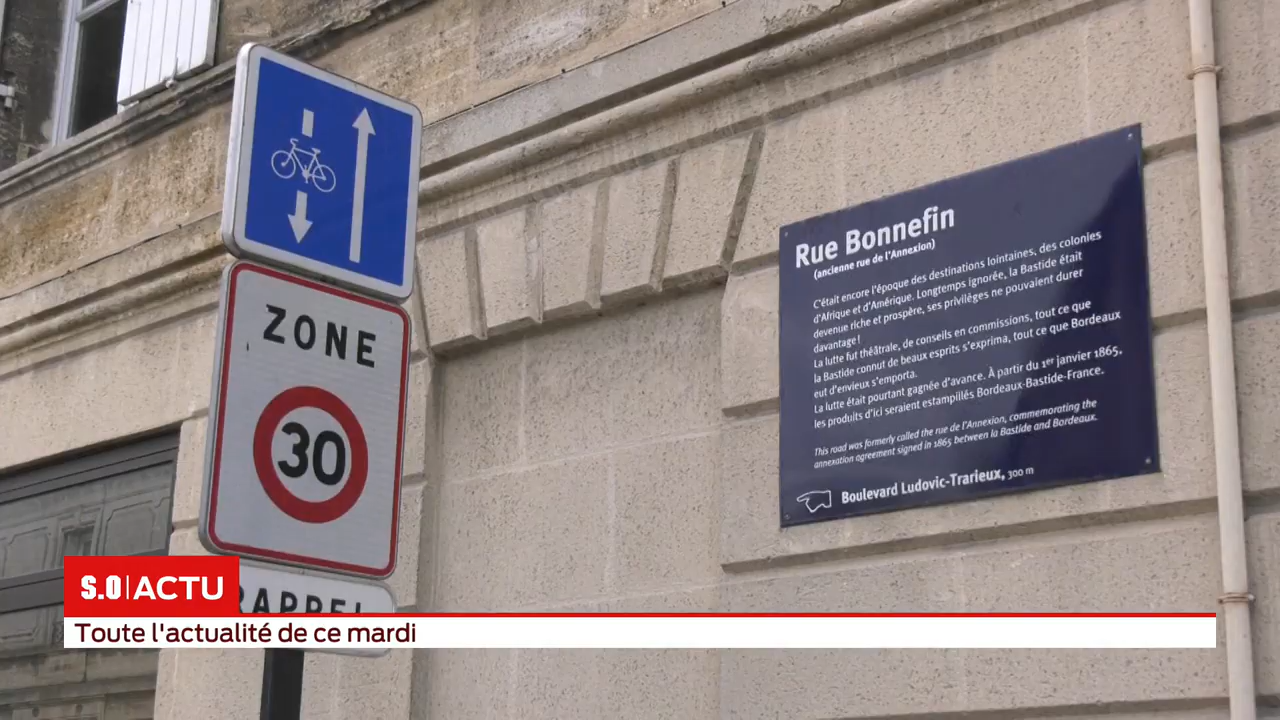 ZONE
30
RAPPEL
Rue Bonnefin
(ancienne rue de l'Annexion)
C'était encore l'époque des destinations lointaines, des colonies
d'Afrique et d'Amérique. Longtemps ignorée, la Bastide était
devenue riche et prospère, ses privilèges ne pouvaient durer
davantage!
La lutte fut théâtrale, de conseils en commissions, tout ce que
la Bastide connut de beaux esprits s'exprima, tout ce que Bordeaux
eut d'envieux s'emporta.
La lutte était pourtant gagnée d'avance. À partir du 1er janvier 1865,
les produits d'ici seraient estampillés Bordeaux-Bastide-France.
This road was formerly called the rue de l'Annexion, commemorating the
annexation agreement signed in 1865 between la Bastide and Bordeaux.
Boulevard Ludovic-Trarieux, 300 m
S.O|ACTU
Toute l'actualité de ce mardi